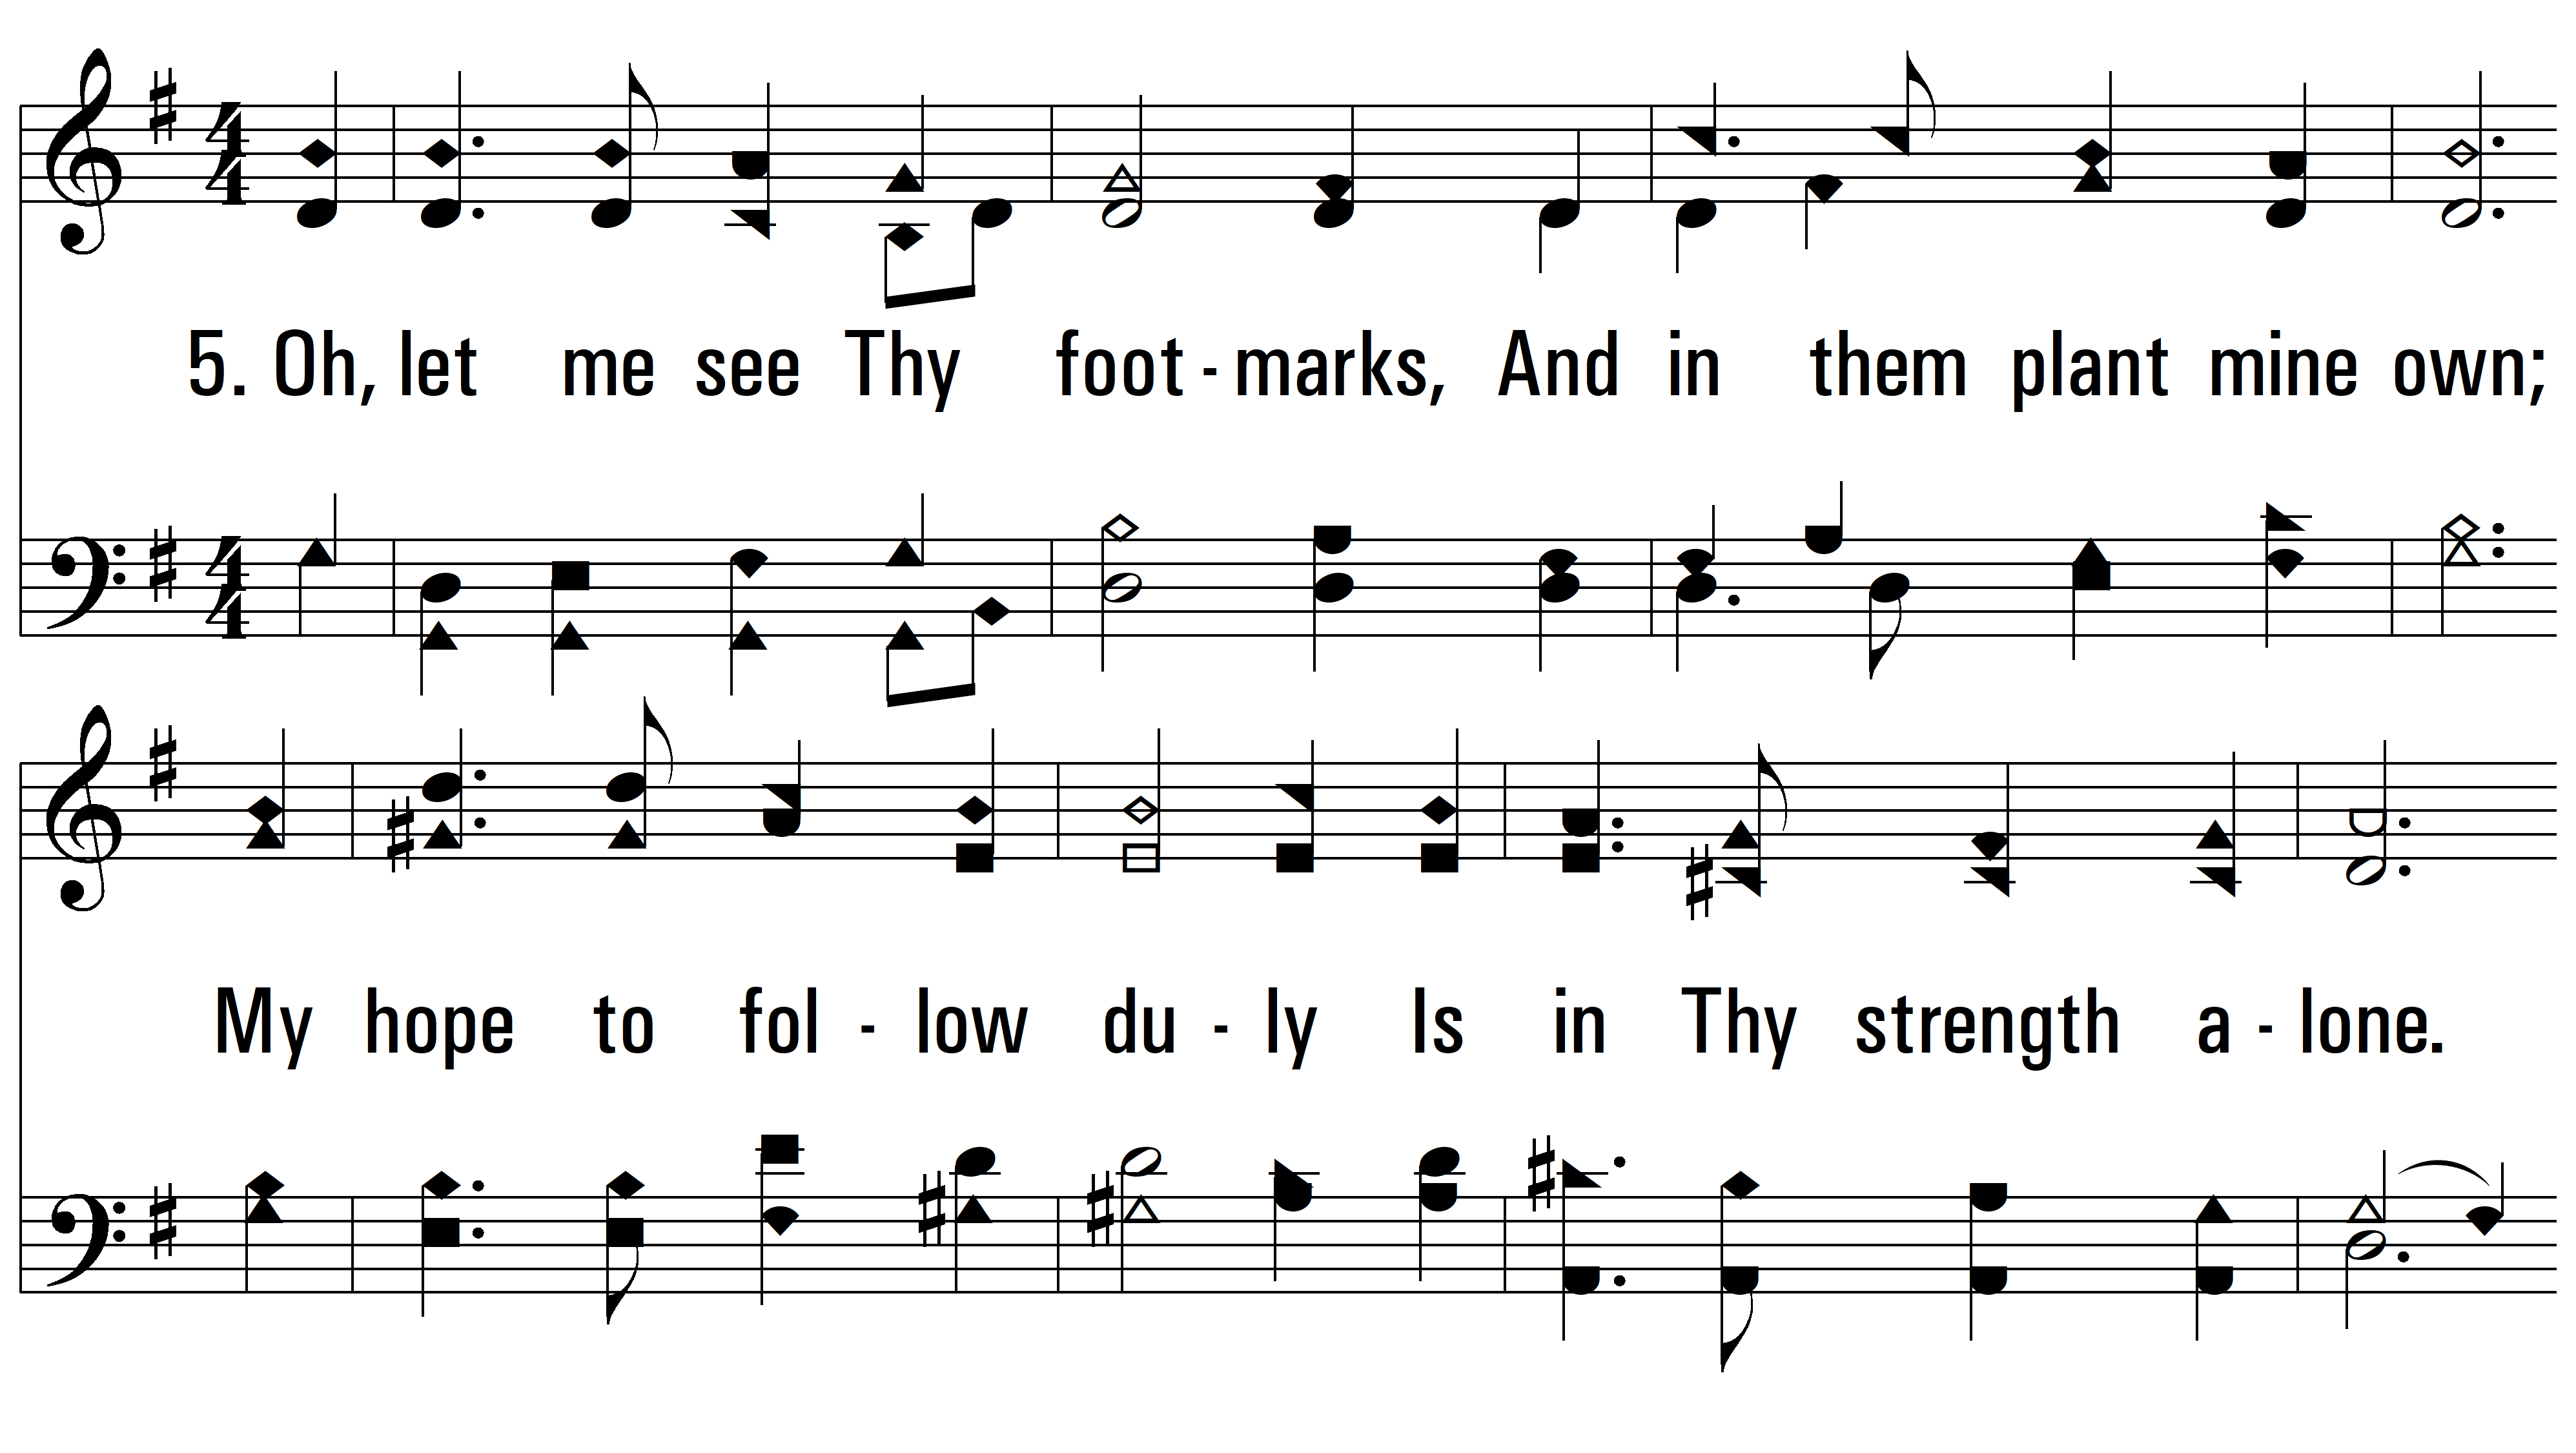 5. Oh, let me see Thy foot - marks, And in them plant mine own;
My hope to fol - low du - ly Is in Thy strength a - lone.